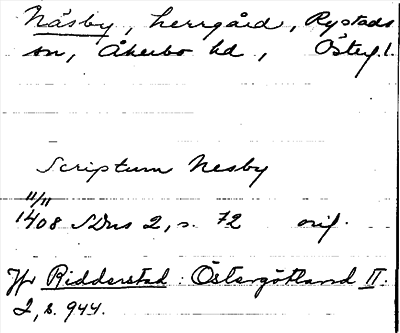 Näsby, herrgård, Rystads
sn, Åkerbo hd, Österg.l.
Scriptum Nesby
11/11
1408 SDns 2, s. 72 orig.
Jfr Ridderstad: Östergötland II.
2, s. 944.